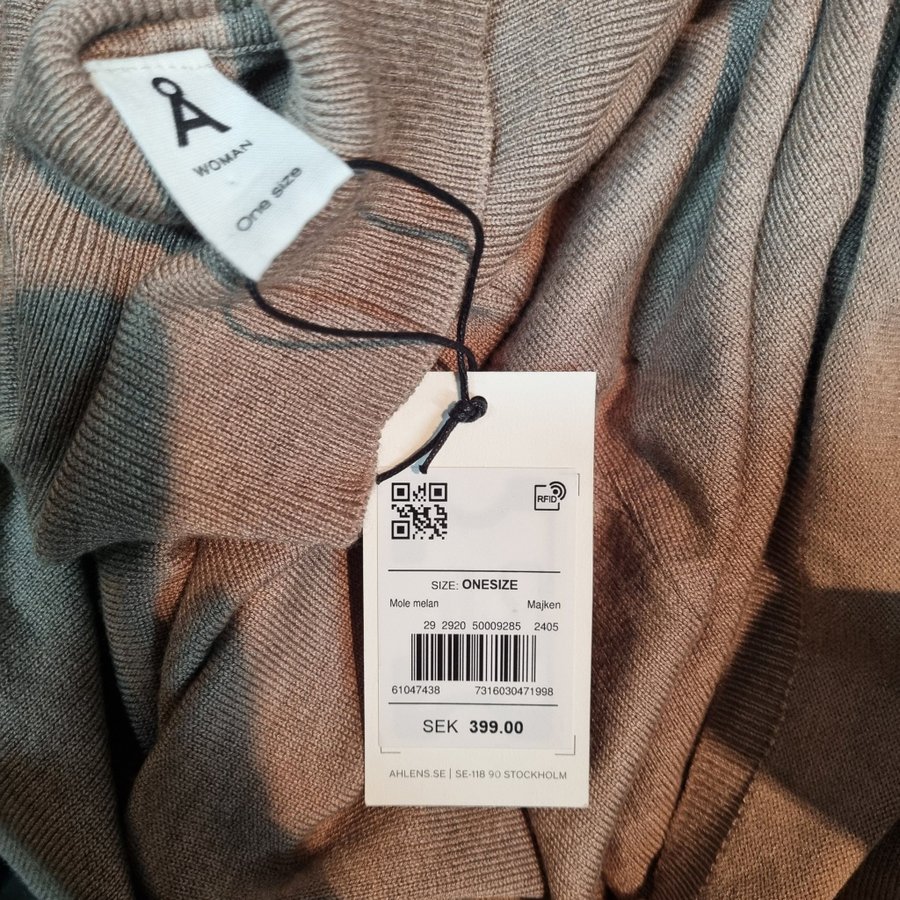 Å
WOMAN
One size
RFID
SIZE: ONESIZE
Mole melan Majken
29 2920 50009285 2405
61047438 7316030471998
SEK 399.00
AHLENS.SE | SE-118 90 STOCKHOLM